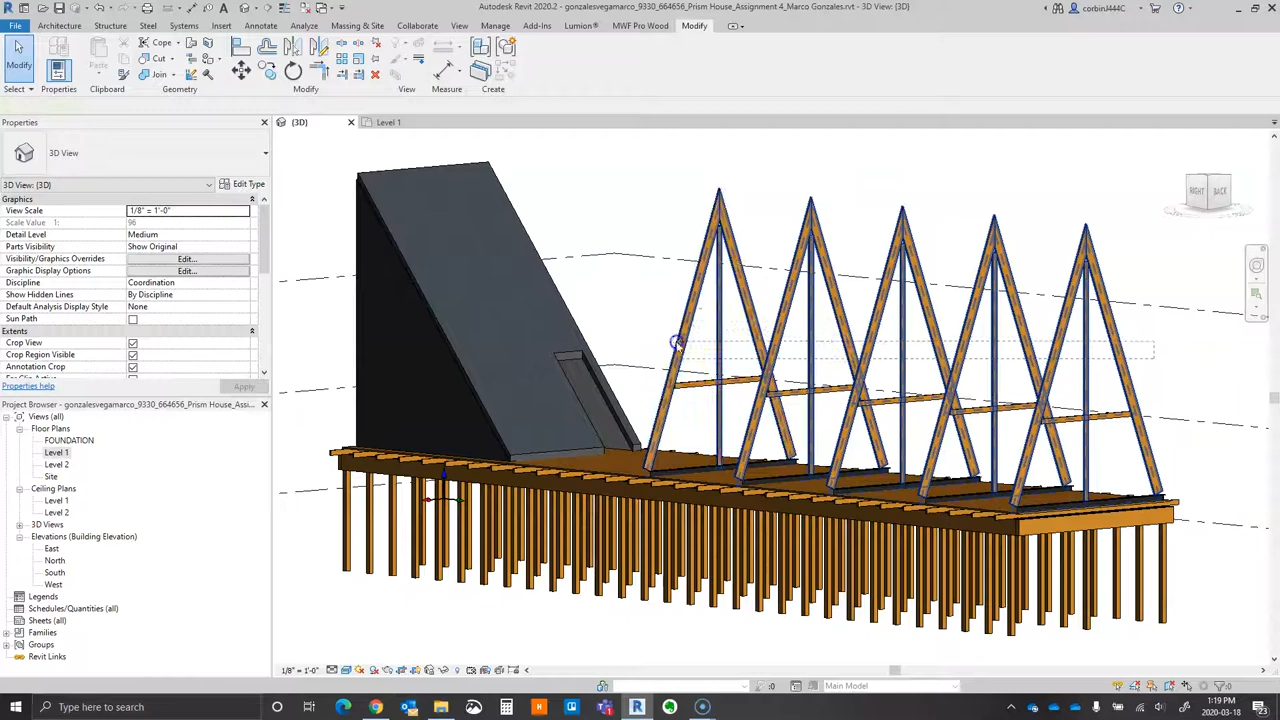 Autodesk Revit 2020.2 - gonzalesvegamarco_9330_664656_Prism House_Assignment 4_Marco Gonzales.rvt - 3D View: {3D}
corbinJ444C
File Architecture Structure Steel Systems Insert Annotate Analyze Massing & Site Collaborate View Manage Add-Ins Lumion MWF Pro Wood Modify
Modify Paste Cope Cut Join
Select Properties Clipboard Geometry Modify View Measure Create
Properties
{3D} Level 1
3D View
3D View: {3D} Edit Type
Graphics
View Scale 1/8" = 1'-0"
Scale Value 1: 96
Detail Level Medium
Parts Visibility Show Original
Visibility/Graphics Overrides Edit...
Graphic Display Options Edit...
Discipline Coordination
Show Hidden Lines By Discipline
Default Analysis Display Style None
Sun Path
Extents
Crop View
Crop Region Visible
Annotation Crop
Properties help Apply
RIGHT BACK
Project Browser - gonzalesvegamarco_9330_664656_Prism House_Assi...
Views (all)
Floor Plans
FOUNDATION
Level 1
Level 2
Site
Ceiling Plans
Level 1
Level 2
3D Views
Elevations (Building Elevation)
East
North
South
West
Legends
Schedules/Quantities (all)
Sheets (all)
Families
Groups
Revit Links
1/8" = 1'-0"
:0 Main Model :0
Type here to search
1:19 PM
2020-03-18
23